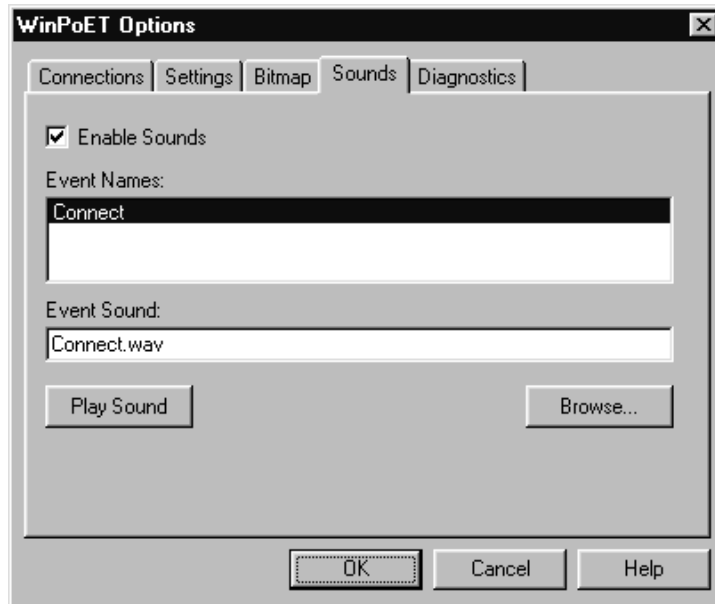 WinPoET Options
Connections Settings Bitmap Sounds Diagnostics
Enable Sounds
Event Names:
Connect
Event Sound:
Connect.wav
Play Sound Browse...
OK Cancel Help